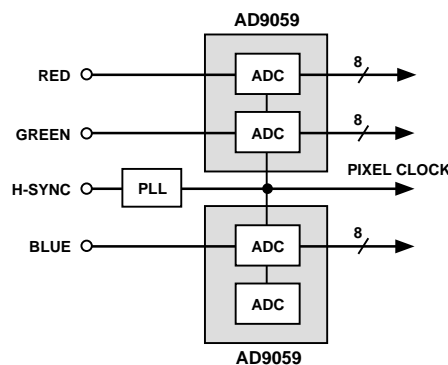 AD9059
RED
ADC
8
GREEN
ADC
8
PIXEL CLOCK
H-SYNC
PLL
BLUE
ADC
8
ADC
AD9059